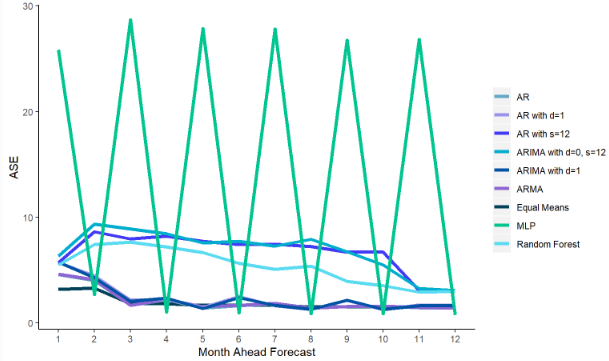 30
20
10
0
ASE
1 2 3 4 5 6 7 8 9 10 11 12
Month Ahead Forecast
AR
AR with d=1
AR with s=12
ARIMA with d=0, s=12
ARIMA with d=1
ARMA
Equal Means
MLP
Random Forest